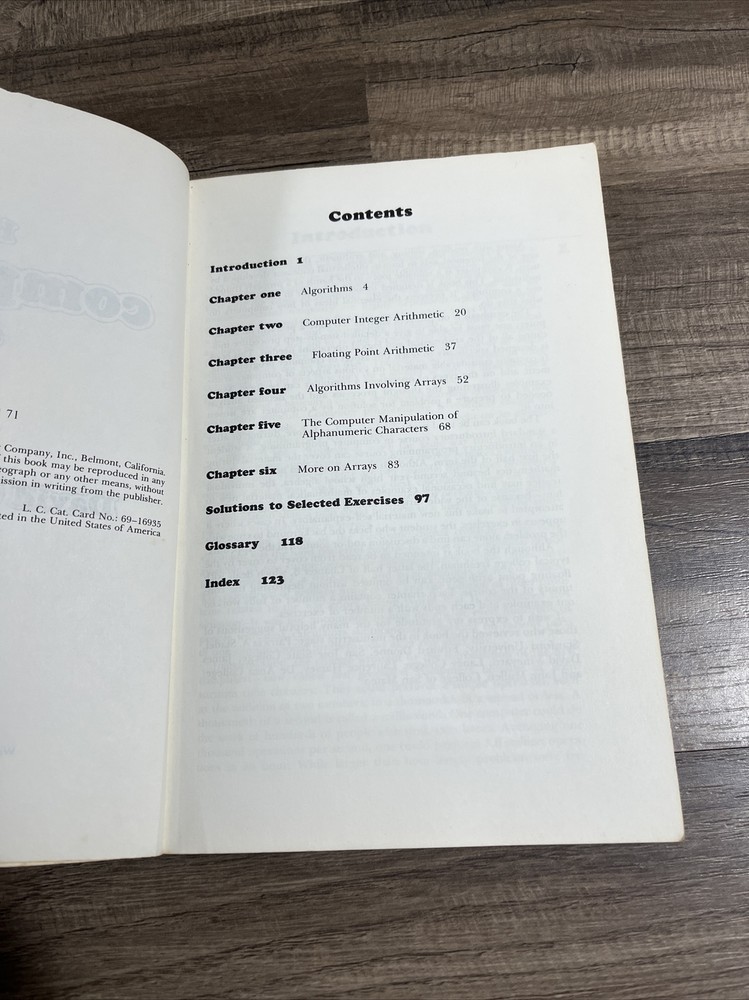 71
Company, Inc., Belmont, California.
this book may be reproduced in any
eograph or any other means, without
ission in writing from the publisher.
L. C. Cat. Card No.: 69–16935
ted in the United States of America
Contents
Introduction 1
Chapter one Algorithms 4
Chapter two Computer Integer Arithmetic 20
Chapter three Floating Point Arithmetic 37
Chapter four Algorithms Involving Arrays 52
Chapter five The Computer Manipulation of
Alphanumeric Characters 68
Chapter six More on Arrays 83
Solutions to Selected Exercises 97
Glossary 118
Index 123